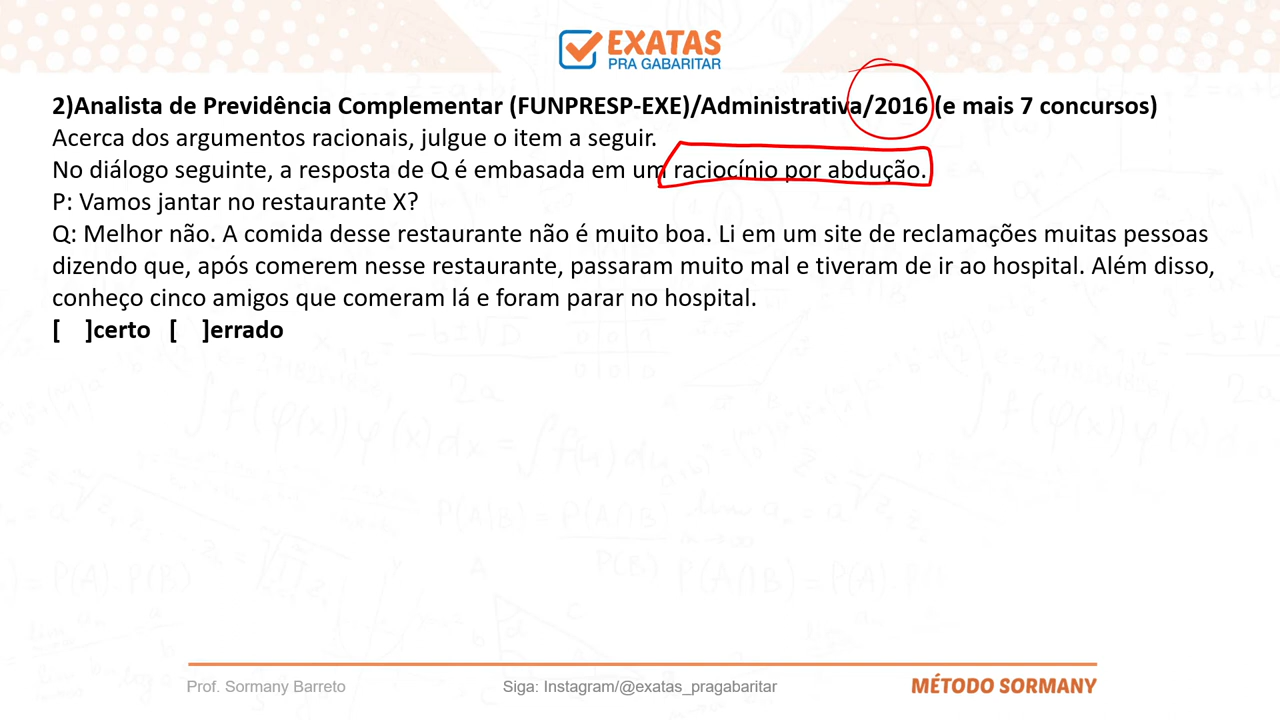 EXATAS
PRA GABARITAR
2)Analista de Previdência Complementar (FUNPRESP-EXE)/Administrativa/2016 (e mais 7 concursos)
Acerca dos argumentos racionais, julgue o item a seguir.
No diálogo seguinte, a resposta de Q é embasada em um raciocínio por abdução.
P: Vamos jantar no restaurante X?
Q: Melhor não. A comida desse restaurante não é muito boa. Li em um site de reclamações muitas pessoas
dizendo que, após comerem nesse restaurante, passaram muito mal e tiveram de ir ao hospital. Além disso,
conheço cinco amigos que comeram lá e foram parar no hospital.
[ ]certo [ ]errado
Prof. Sormany Barreto Siga: Instagram/@exatas_pragabaritar MÉTODO SORMANY